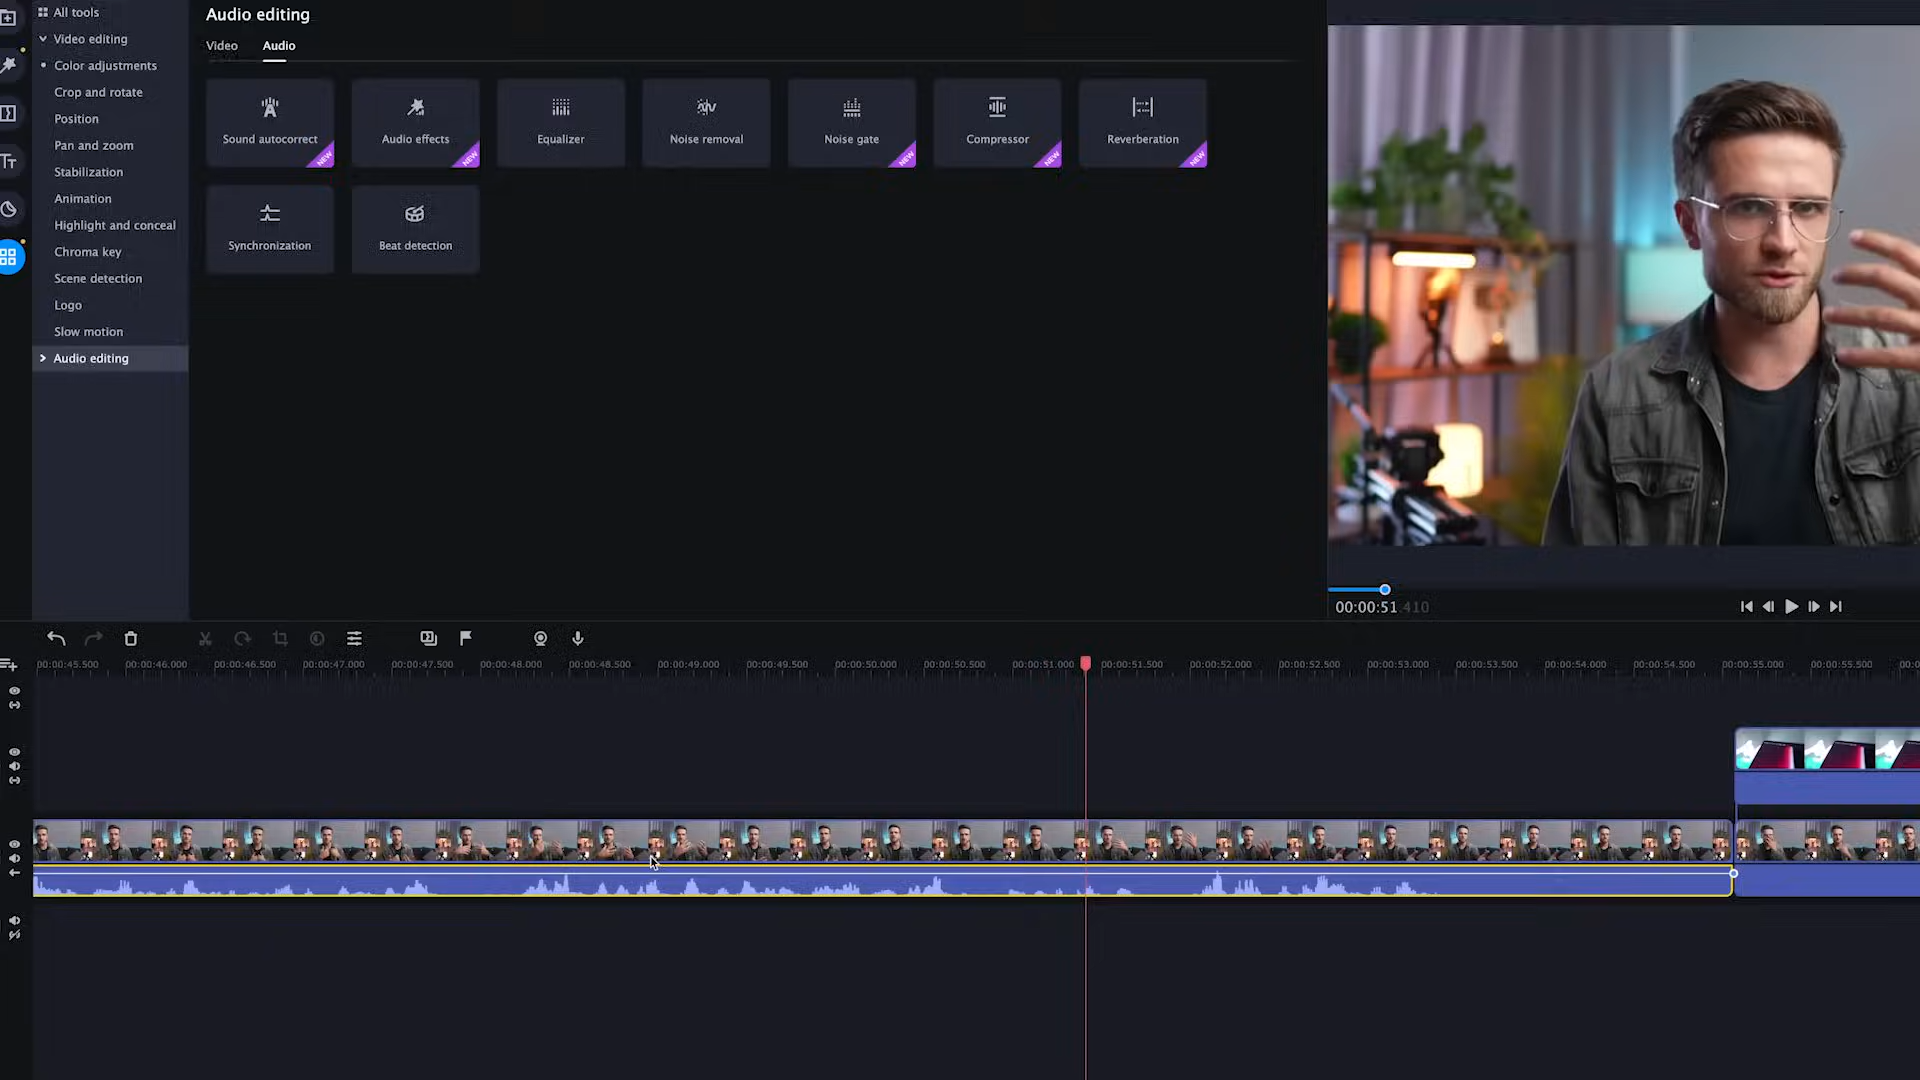 All tools
Video editing
Color adjustments
Crop and rotate
Position
Pan and zoom
Stabilization
Animation
Highlight and conceal
Chroma key
Scene detection
Logo
Slow motion
Audio editing
Audio editing
Video Audio
Sound autocorrect NEW
Audio effects NEW
Equalizer
Noise removal
Noise gate NEW
Compressor NEW
Reverberation NEW
Synchronization
Beat detection
00:00:51.410
00:00:45.500 00:00:46.000 00:00:46.500 00:00:47.000 00:00:47.500 00:00:48.000 00:00:48.500 00:00:49.000 00:00:49.500 00:00:50.000 00:00:50.500 00:00:51.000 00:00:51.500 00:00:52.000 00:00:52.500 00:00:53.000 00:00:53.500 00:00:54.000 00:00:54.500 00:00:55.000 00:00:55.500